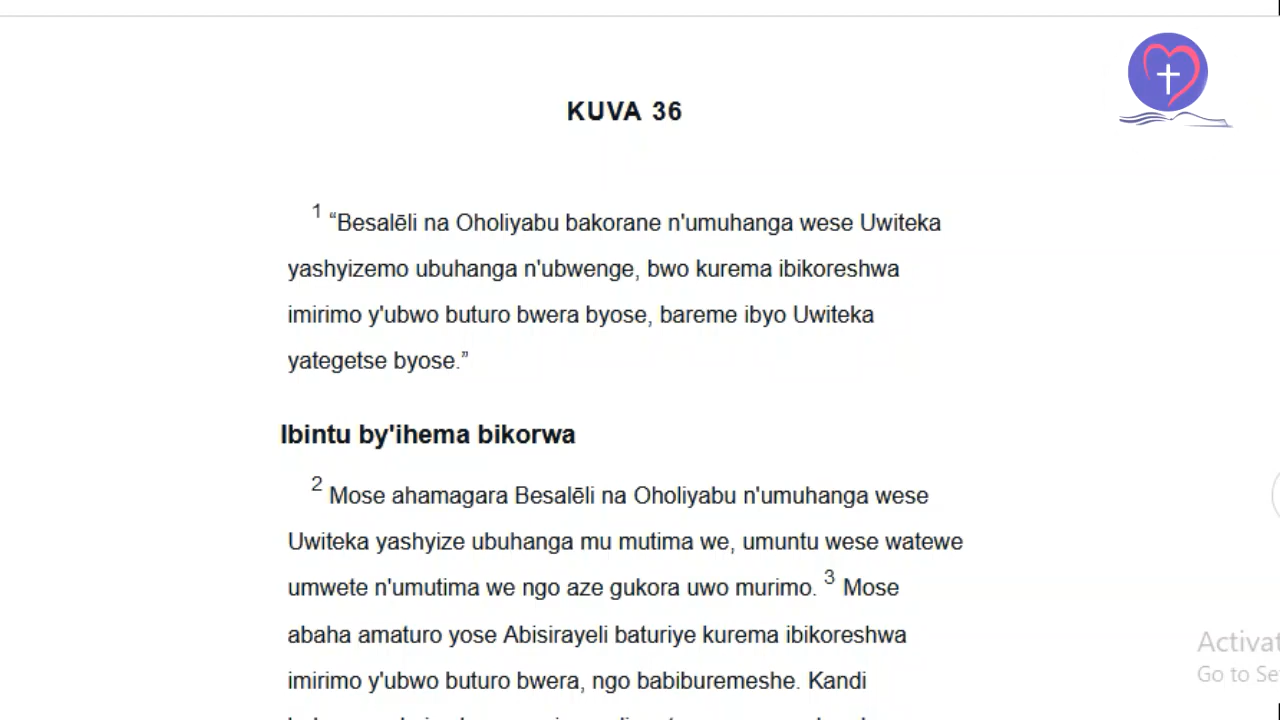 KUVA 36
1 “Besalēli na Oholiyabu bakorane n'umuhanga wese Uwiteka
yashyizemo ubuhanga n'ubwenge, bwo kurema ibikoreshwa
imirimo y'ubwo buturo bwera byose, bareme ibyo Uwiteka
yategetse byose.”
Ibintu by'ihema bikorwa
2 Mose ahamagara Besalēli na Oholiyabu n'umuhanga wese
Uwiteka yashyize ubuhanga mu mutima we, umuntu wese watewe
umwete n'umutima we ngo aze gukora uwo murimo. 3 Mose
abaha amaturo yose Abisirayeli baturiye kurema ibikoreshwa
imirimo y'ubwo buturo bwera, ngo babiburemeshe. Kandi
Activat
Go to Se